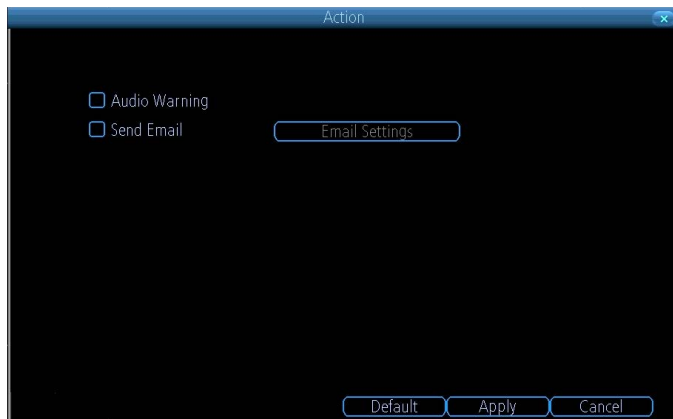 Action
Audio Warning
Send Email Email Settings
Default Apply Cancel